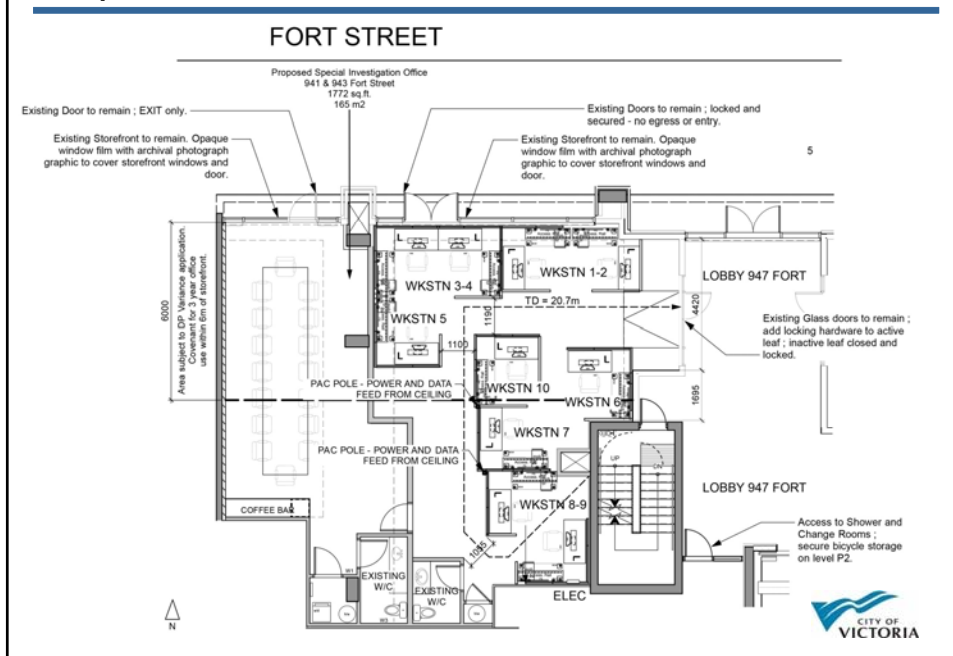 FORT STREET
Proposed Special Investigation Office
941 & 943 Fort Street
1772 sq.ft.
165 m2
Existing Door to remain ; EXIT only.
Existing Storefront to remain. Opaque
window film with archival photograph
graphic to cover storefront windows and
door.
Existing Doors to remain ; locked and
secured - no egress or entry.
Existing Storefront to remain. Opaque
window film with archival photograph
graphic to cover storefront windows and
door.
5
6000
Area subject to DP Variance application.
Covenant for 3 year office
use within 6m of storefront.
L
L
L
WKSTN 3-4
WKSTN 1-2
WKSTN 5
TD = 20.7m
1190
1100
4420
LOBBY 947 FORT
Existing Glass doors to remain ;
add locking hardware to active
leaf ; inactive leaf closed and
locked.
PAC POLE - POWER AND DATA
FEED FROM CEILING
WKSTN 10
WKSTN 6
1695
WKSTN 7
PAC POLE - POWER AND DATA
FEED FROM CEILING
UP
DN
WKSTN 8-9
LOBBY 947 FORT
COFFEE BAR
1055
Access to Shower and
Change Rooms ;
secure bicycle storage
on level P2.
EXISTING
W/C
EXISTING
W/C
ELEC
N
CITY OF
VICTORIA